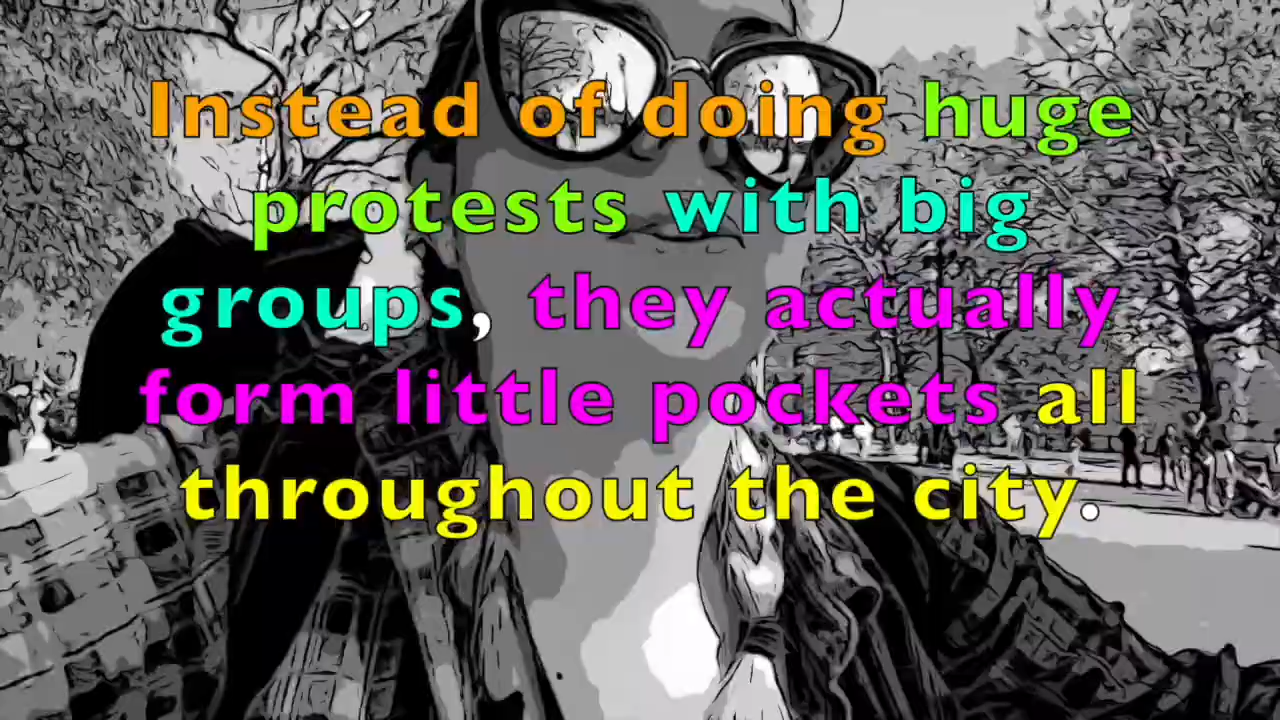 Instead of doing huge
protests with big
groups, they actually
form little pockets all
throughout the city.